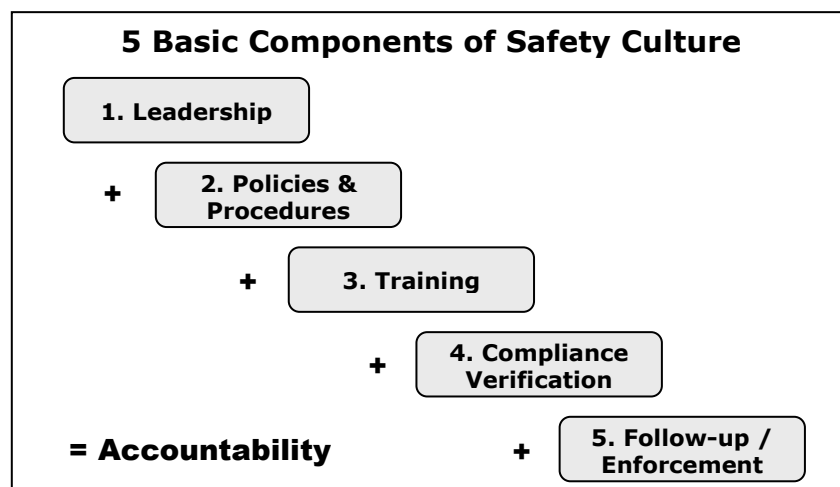 5 Basic Components of Safety Culture
1. Leadership
+ 2. Policies &
Procedures
+ 3. Training
+ 4. Compliance
Verification
= Accountability + 5. Follow-up /
Enforcement